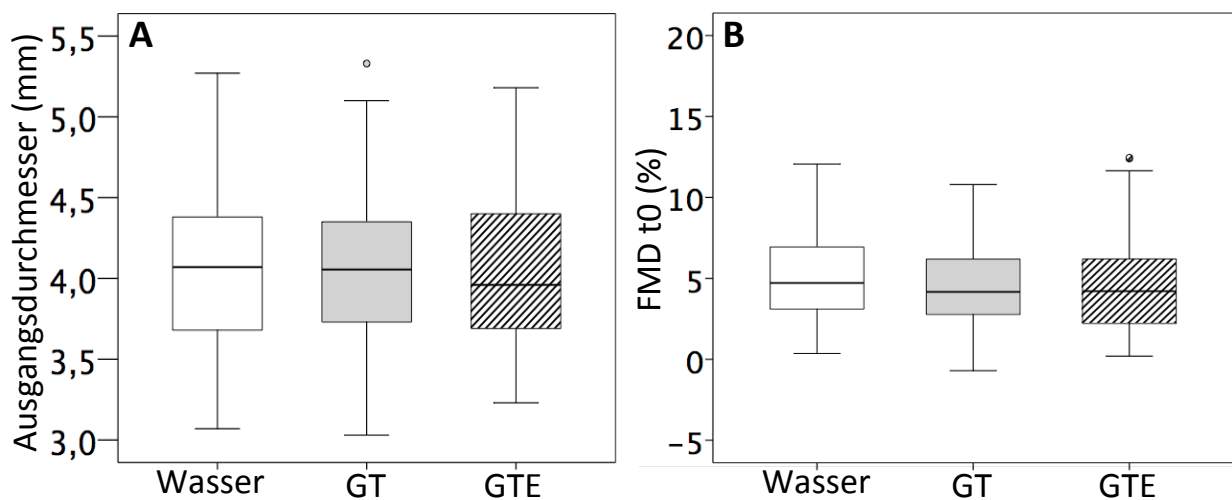 A
Ausgangsdurchmesser (mm)
5,5
5,0
4,5
4,0
3,5
3,0
Wasser GT GTE
B
FMD t0 (%)
20
15
10
5
0
−5
Wasser GT GTE